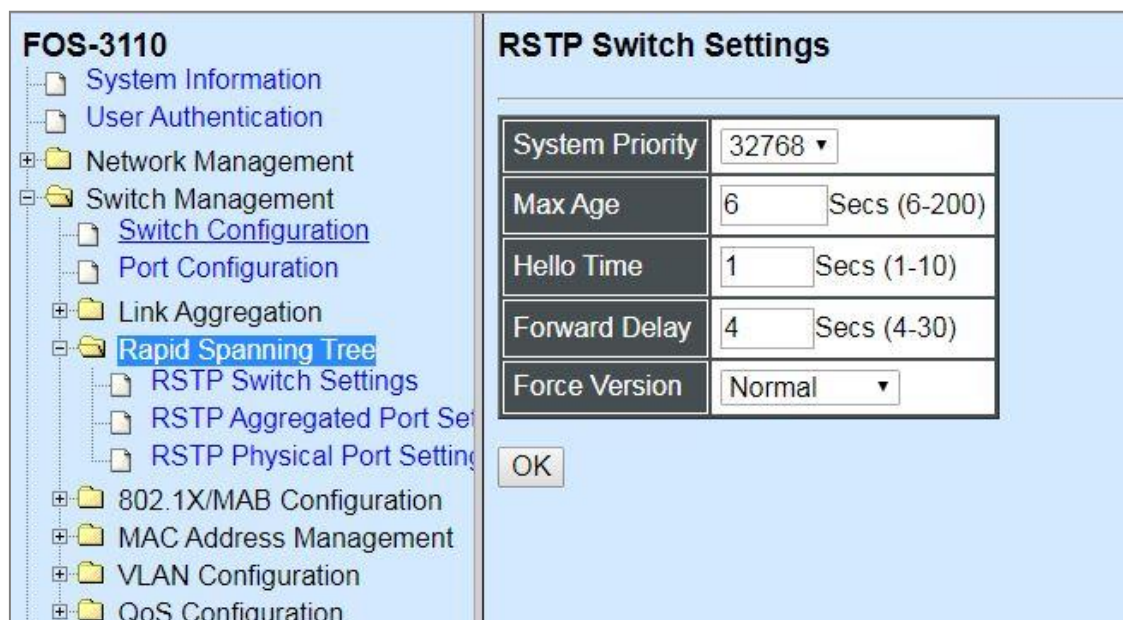 FOS-3110
System Information
User Authentication
Network Management
Switch Management
Switch Configuration
Port Configuration
Link Aggregation
Rapid Spanning Tree
RSTP Switch Settings
RSTP Aggregated Port Set
RSTP Physical Port Setting
802.1X/MAB Configuration
MAC Address Management
VLAN Configuration
QoS Configuration
RSTP Switch Settings
System Priority 32768
Max Age 6 Secs (6-200)
Hello Time 1 Secs (1-10)
Forward Delay 4 Secs (4-30)
Force Version Normal
OK